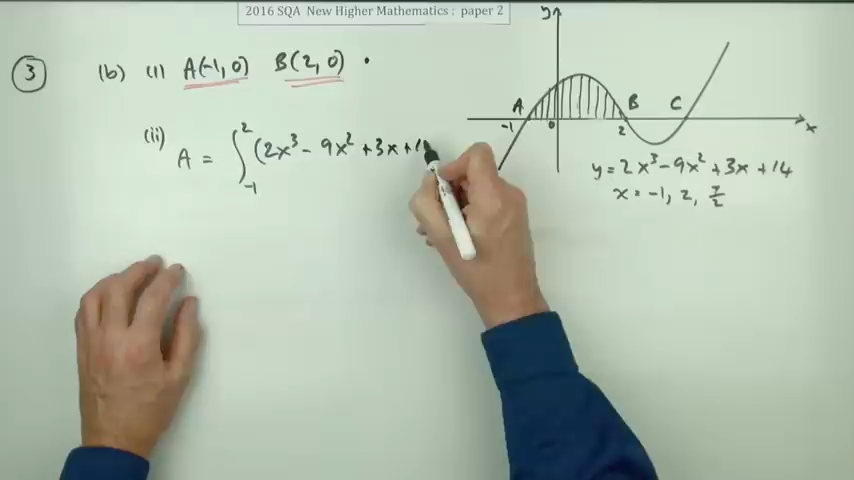 2016 SQA New Higher Mathematics : paper 2
3 (b) (i) A(-1, 0) B(2, 0)
(ii) A = ∫₋₁² (2x³ - 9x² + 3x + 1
y
A B C
-1 0 2 x
y = 2x³ - 9x² + 3x + 14
x = -1, 2, 7/2